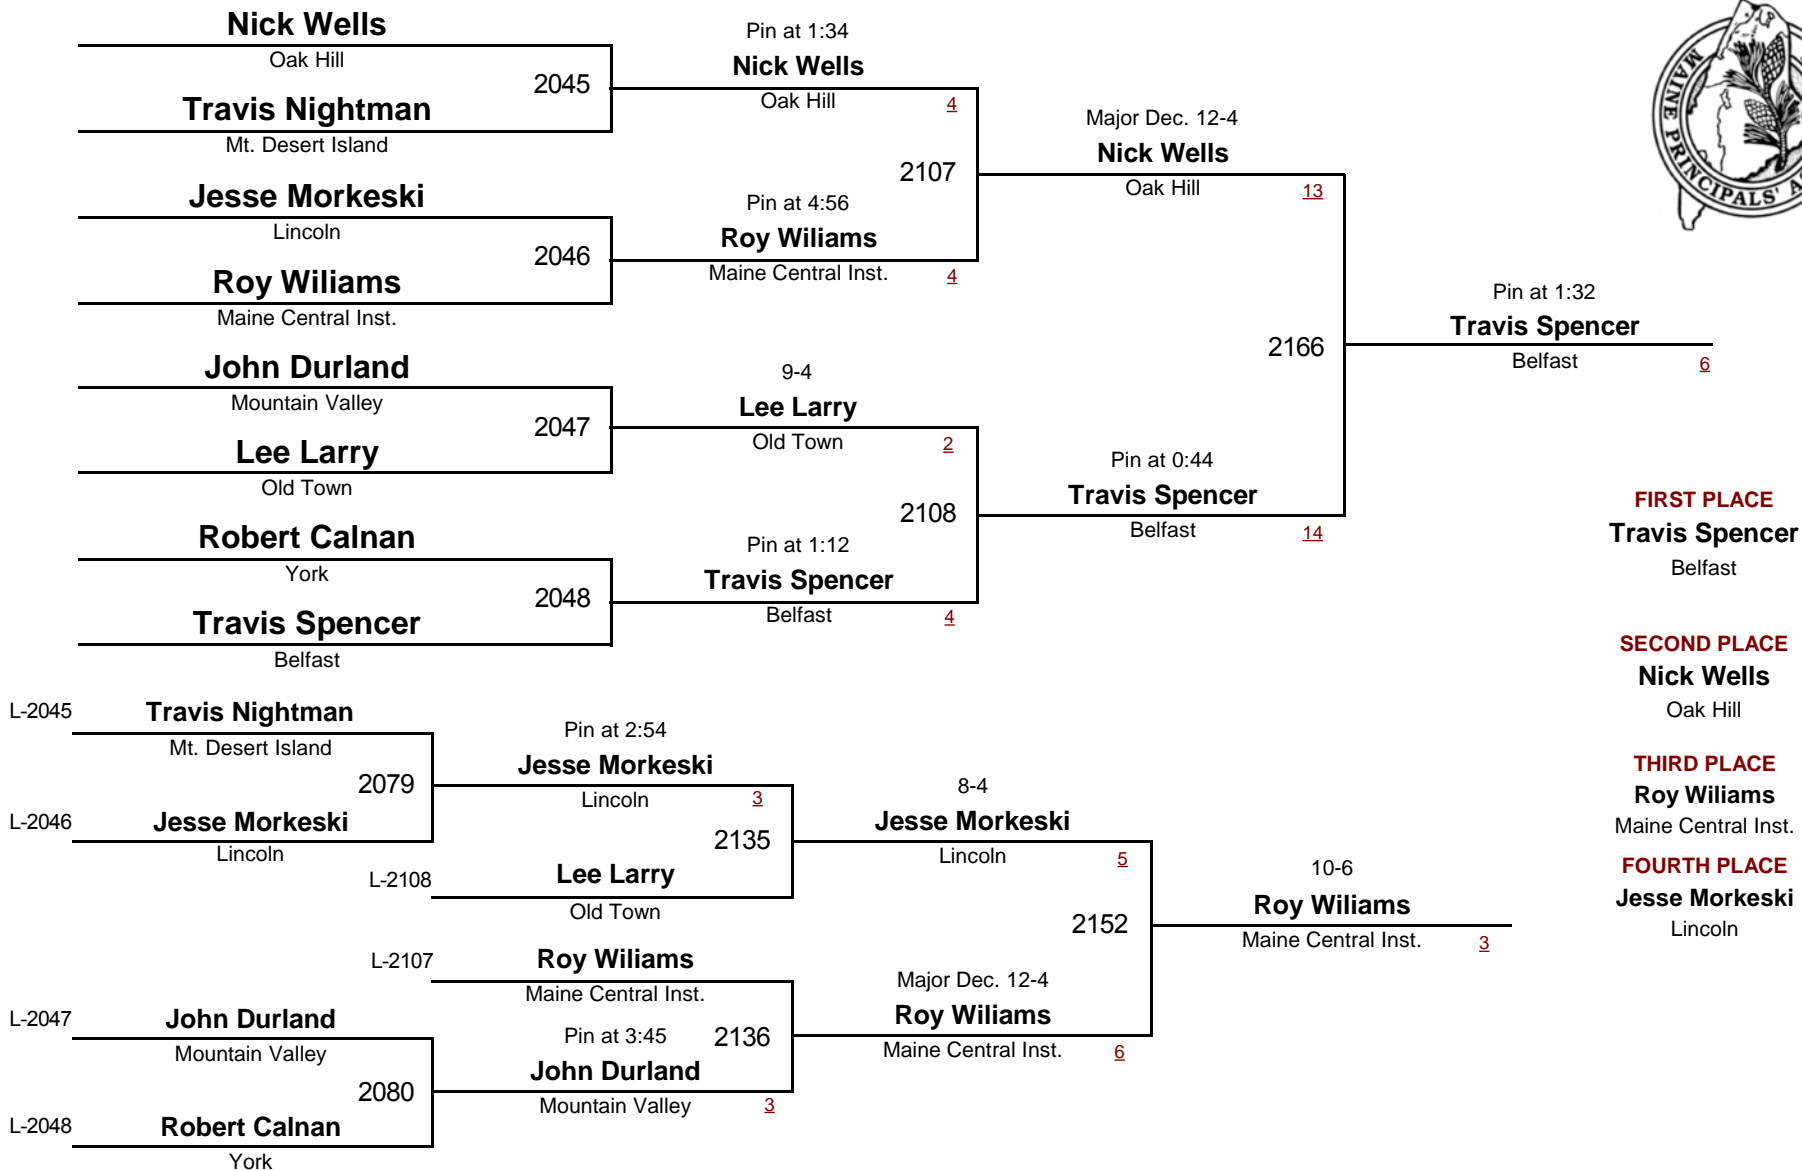 Nick Wells
Oak Hill
2045
Travis Nightman
Mt. Desert Island
Jesse Morkeski
Lincoln
2046
Roy Wiliams
Maine Central Inst.
John Durland
Mountain Valley
2047
Lee Larry
Old Town
Robert Calnan
York
2048
Travis Spencer
Belfast
Pin at 1:34
Nick Wells
Oak Hill
4
2107
Pin at 4:56
Roy Wiliams
Maine Central Inst.
4
9-4
Lee Larry
Old Town
2
2108
Pin at 1:12
Travis Spencer
Belfast
4
Major Dec. 12-4
Nick Wells
Oak Hill
13
2166
Pin at 0:44
Travis Spencer
Belfast
14
Pin at 1:32
Travis Spencer
Belfast
6
MAINE PRINCIPALS' A
FIRST PLACE
Travis Spencer
Belfast
SECOND PLACE
Nick Wells
Oak Hill
THIRD PLACE
Roy Wiliams
Maine Central Inst.
FOURTH PLACE
Jesse Morkeski
Lincoln
L-2045
Travis Nightman
Mt. Desert Island
2079
L-2046
Jesse Morkeski
Lincoln
Pin at 2:54
Jesse Morkeski
Lincoln
3
2135
L-2108
Lee Larry
Old Town
L-2107
Roy Wiliams
Maine Central Inst.
2136
L-2047
John Durland
Mountain Valley
2080
L-2048
Robert Calnan
York
Pin at 3:45
John Durland
Mountain Valley
3
8-4
Jesse Morkeski
Lincoln
5
2152
Major Dec. 12-4
Roy Wiliams
Maine Central Inst.
6
10-6
Roy Wiliams
Maine Central Inst.
3